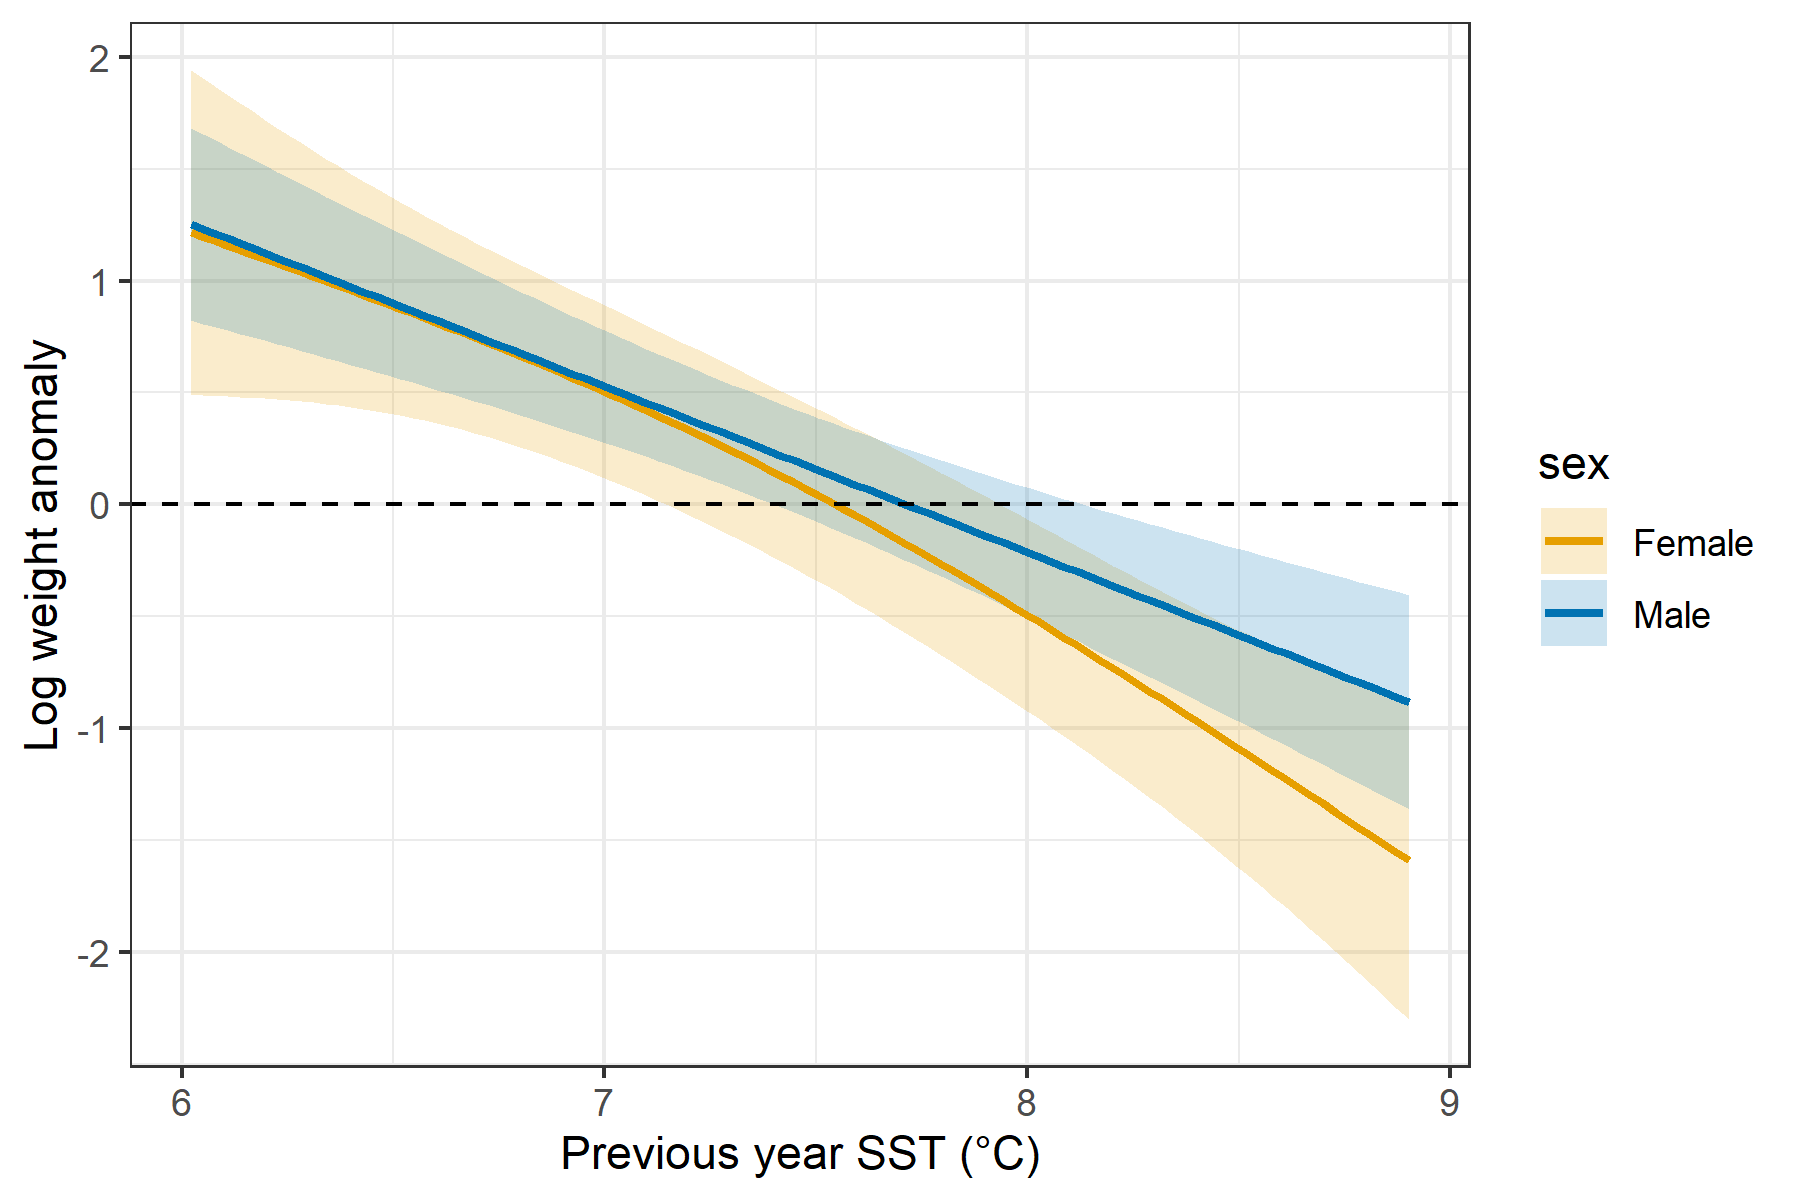 2
1
0
-1
-2
Log weight anomaly
6 7 8 9
Previous year SST (°C)
sex
Female
Male